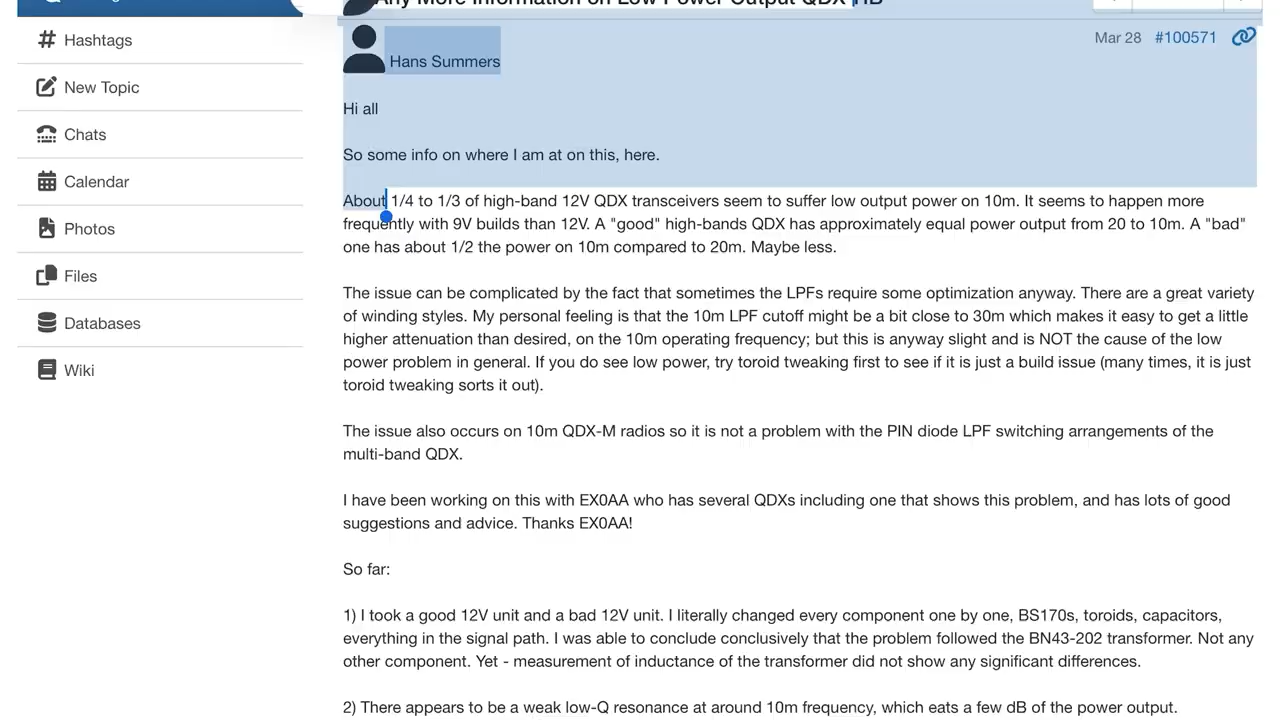 Any More Information on Low Power Output QDX HB
Hashtags
New Topic
Chats
Calendar
Photos
Files
Databases
Wiki
Hans Summers
Mar 28 #100571
Hi all
So some info on where I am at on this, here.
About 1/4 to 1/3 of high-band 12V QDX transceivers seem to suffer low output power on 10m. It seems to happen more
frequently with 9V builds than 12V. A "good" high-bands QDX has approximately equal power output from 20 to 10m. A "bad"
one has about 1/2 the power on 10m compared to 20m. Maybe less.
The issue can be complicated by the fact that sometimes the LPFs require some optimization anyway. There are a great variety
of winding styles. My personal feeling is that the 10m LPF cutoff might be a bit close to 30m which makes it easy to get a little
higher attenuation than desired, on the 10m operating frequency; but this is anyway slight and is NOT the cause of the low
power problem in general. If you do see low power, try toroid tweaking first to see if it is just a build issue (many times, it is just
toroid tweaking sorts it out).
The issue also occurs on 10m QDX-M radios so it is not a problem with the PIN diode LPF switching arrangements of the
multi-band QDX.
I have been working on this with EX0AA who has several QDXs including one that shows this problem, and has lots of good
suggestions and advice. Thanks EX0AA!
So far:
1) I took a good 12V unit and a bad 12V unit. I literally changed every component one by one, BS170s, toroids, capacitors,
everything in the signal path. I was able to conclude conclusively that the problem followed the BN43-202 transformer. Not any
other component. Yet - measurement of inductance of the transformer did not show any significant differences.
2) There appears to be a weak low-Q resonance at around 10m frequency, which eats a few dB of the power output.